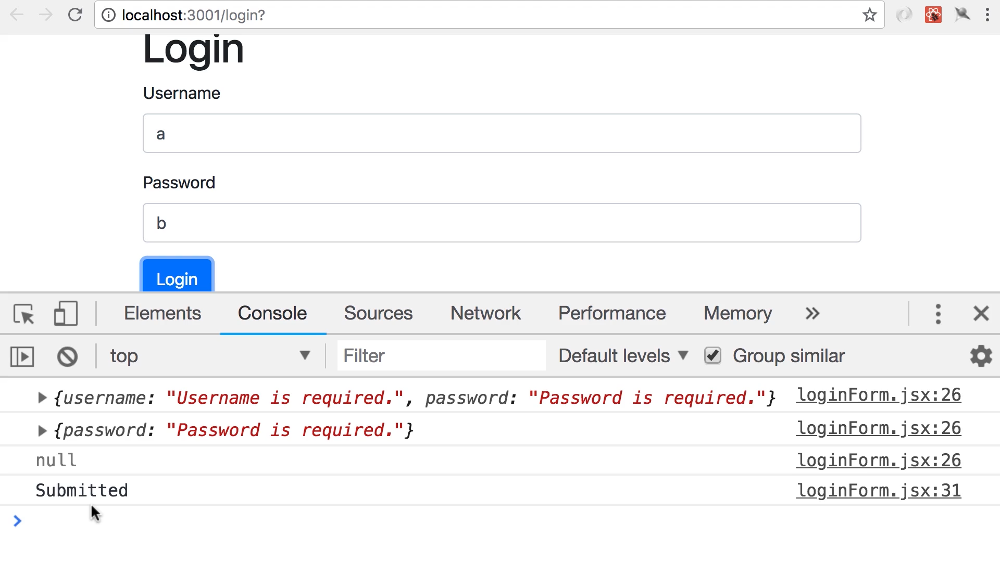 localhost:3001/login?
Login
Username
a
Password
b
Login
Elements Console Sources Network Performance Memory »
top Filter Default levels Group similar
{username: "Username is required.", password: "Password is required."} loginForm.jsx:26
{password: "Password is required."} loginForm.jsx:26
null loginForm.jsx:26
Submitted loginForm.jsx:31